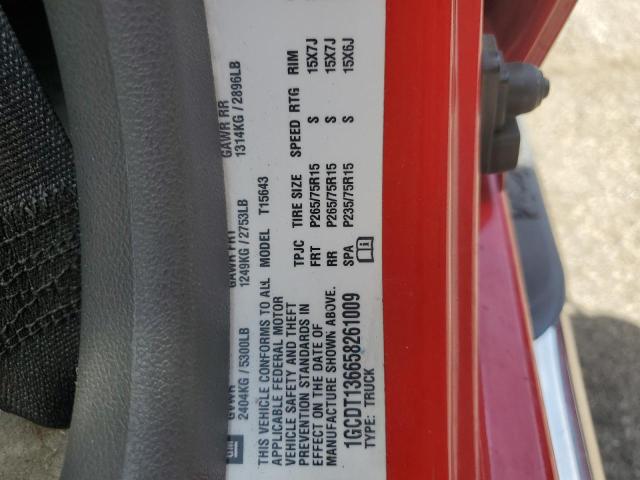 GM
GVWR GAWR FRT GAWR RR
2404KG / 5300LB 1249KG / 2753LB 1314KG / 2896LB
THIS VEHICLE CONFORMS TO ALL
APPLICABLE FEDERAL MOTOR
VEHICLE SAFETY AND THEFT
PREVENTION STANDARDS IN
EFFECT ON THE DATE OF
MANUFACTURE SHOWN ABOVE.
1GCDT136658261009
TYPE: TRUCK
MODEL T15643
TPJC TIRE SIZE SPEED RTG RIM
FRT P265/75R15 S 15X7J
RR P265/75R15 S 15X7J
SPA P235/75R15 S 15X6J